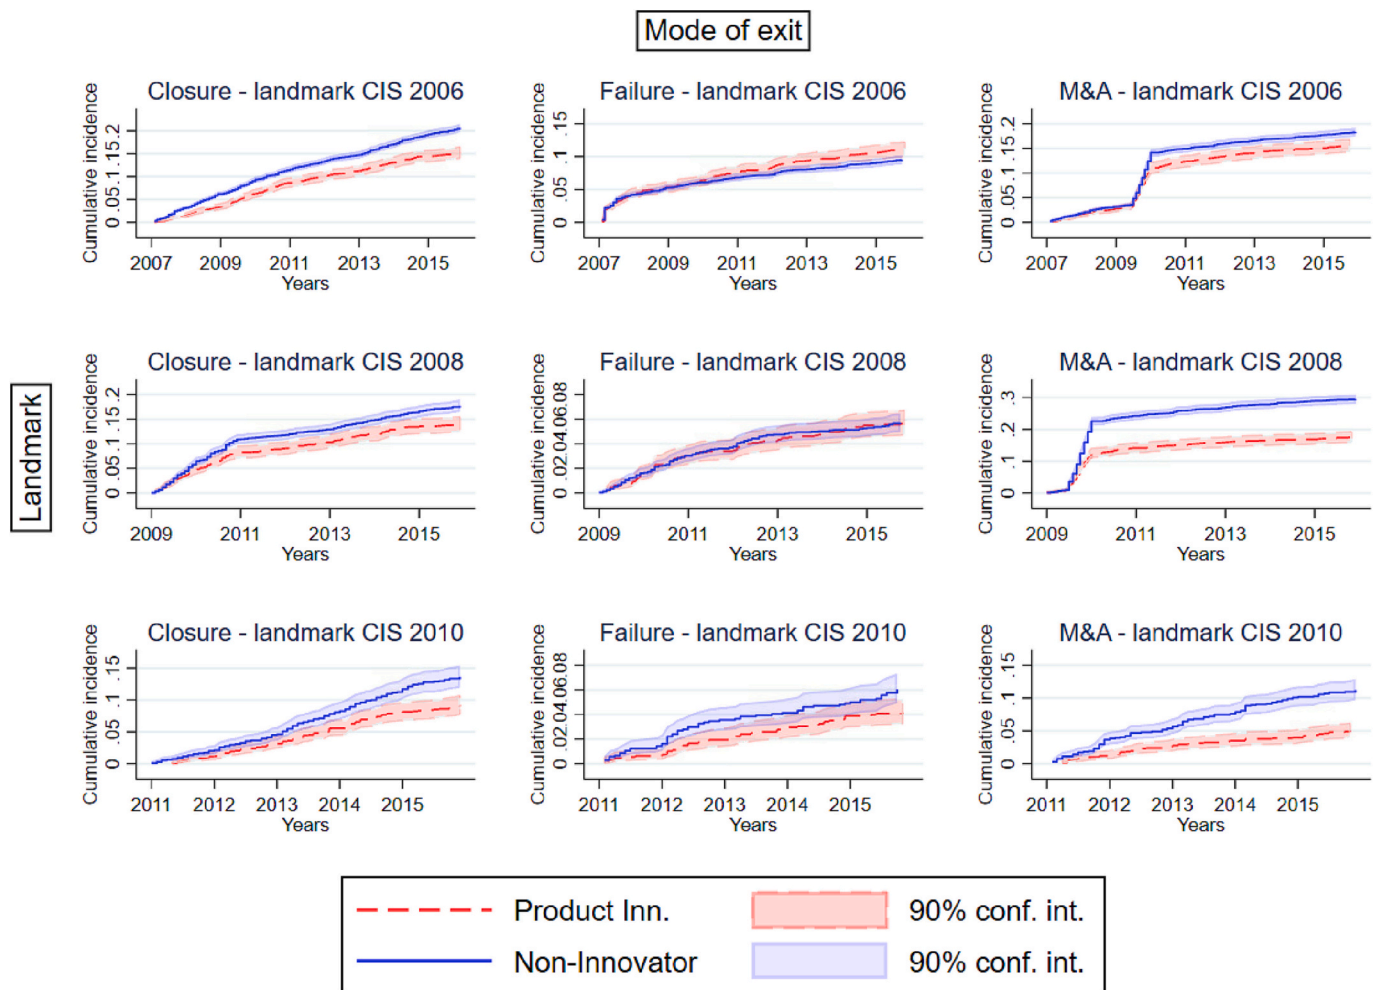 Mode of exit
Landmark
Closure - landmark CIS 2006
Cumulative incidence
0 .05 .1 .15 .2
2007 2009 2011 2013 2015
Years
Failure - landmark CIS 2006
Cumulative incidence
0 .05 .1 .15
2007 2009 2011 2013 2015
Years
M&A - landmark CIS 2006
Cumulative incidence
0 .05 .1 .15 .2
2007 2009 2011 2013 2015
Years
Closure - landmark CIS 2008
Cumulative incidence
0 .05 .1 .15 .2
2009 2011 2013 2015
Years
Failure - landmark CIS 2008
Cumulative incidence
0 .02 .04 .06 .08
2009 2011 2013 2015
Years
M&A - landmark CIS 2008
Cumulative incidence
0 .1 .2 .3
2009 2011 2013 2015
Years
Closure - landmark CIS 2010
Cumulative incidence
0 .05 .1 .15
2011 2012 2013 2014 2015
Years
Failure - landmark CIS 2010
Cumulative incidence
0 .02 .04 .06 .08
2011 2012 2013 2014 2015
Years
M&A - landmark CIS 2010
Cumulative incidence
0 .05 .1 .15
2011 2012 2013 2014 2015
Years
Product Inn. 90% conf. int.
Non-Innovator 90% conf. int.